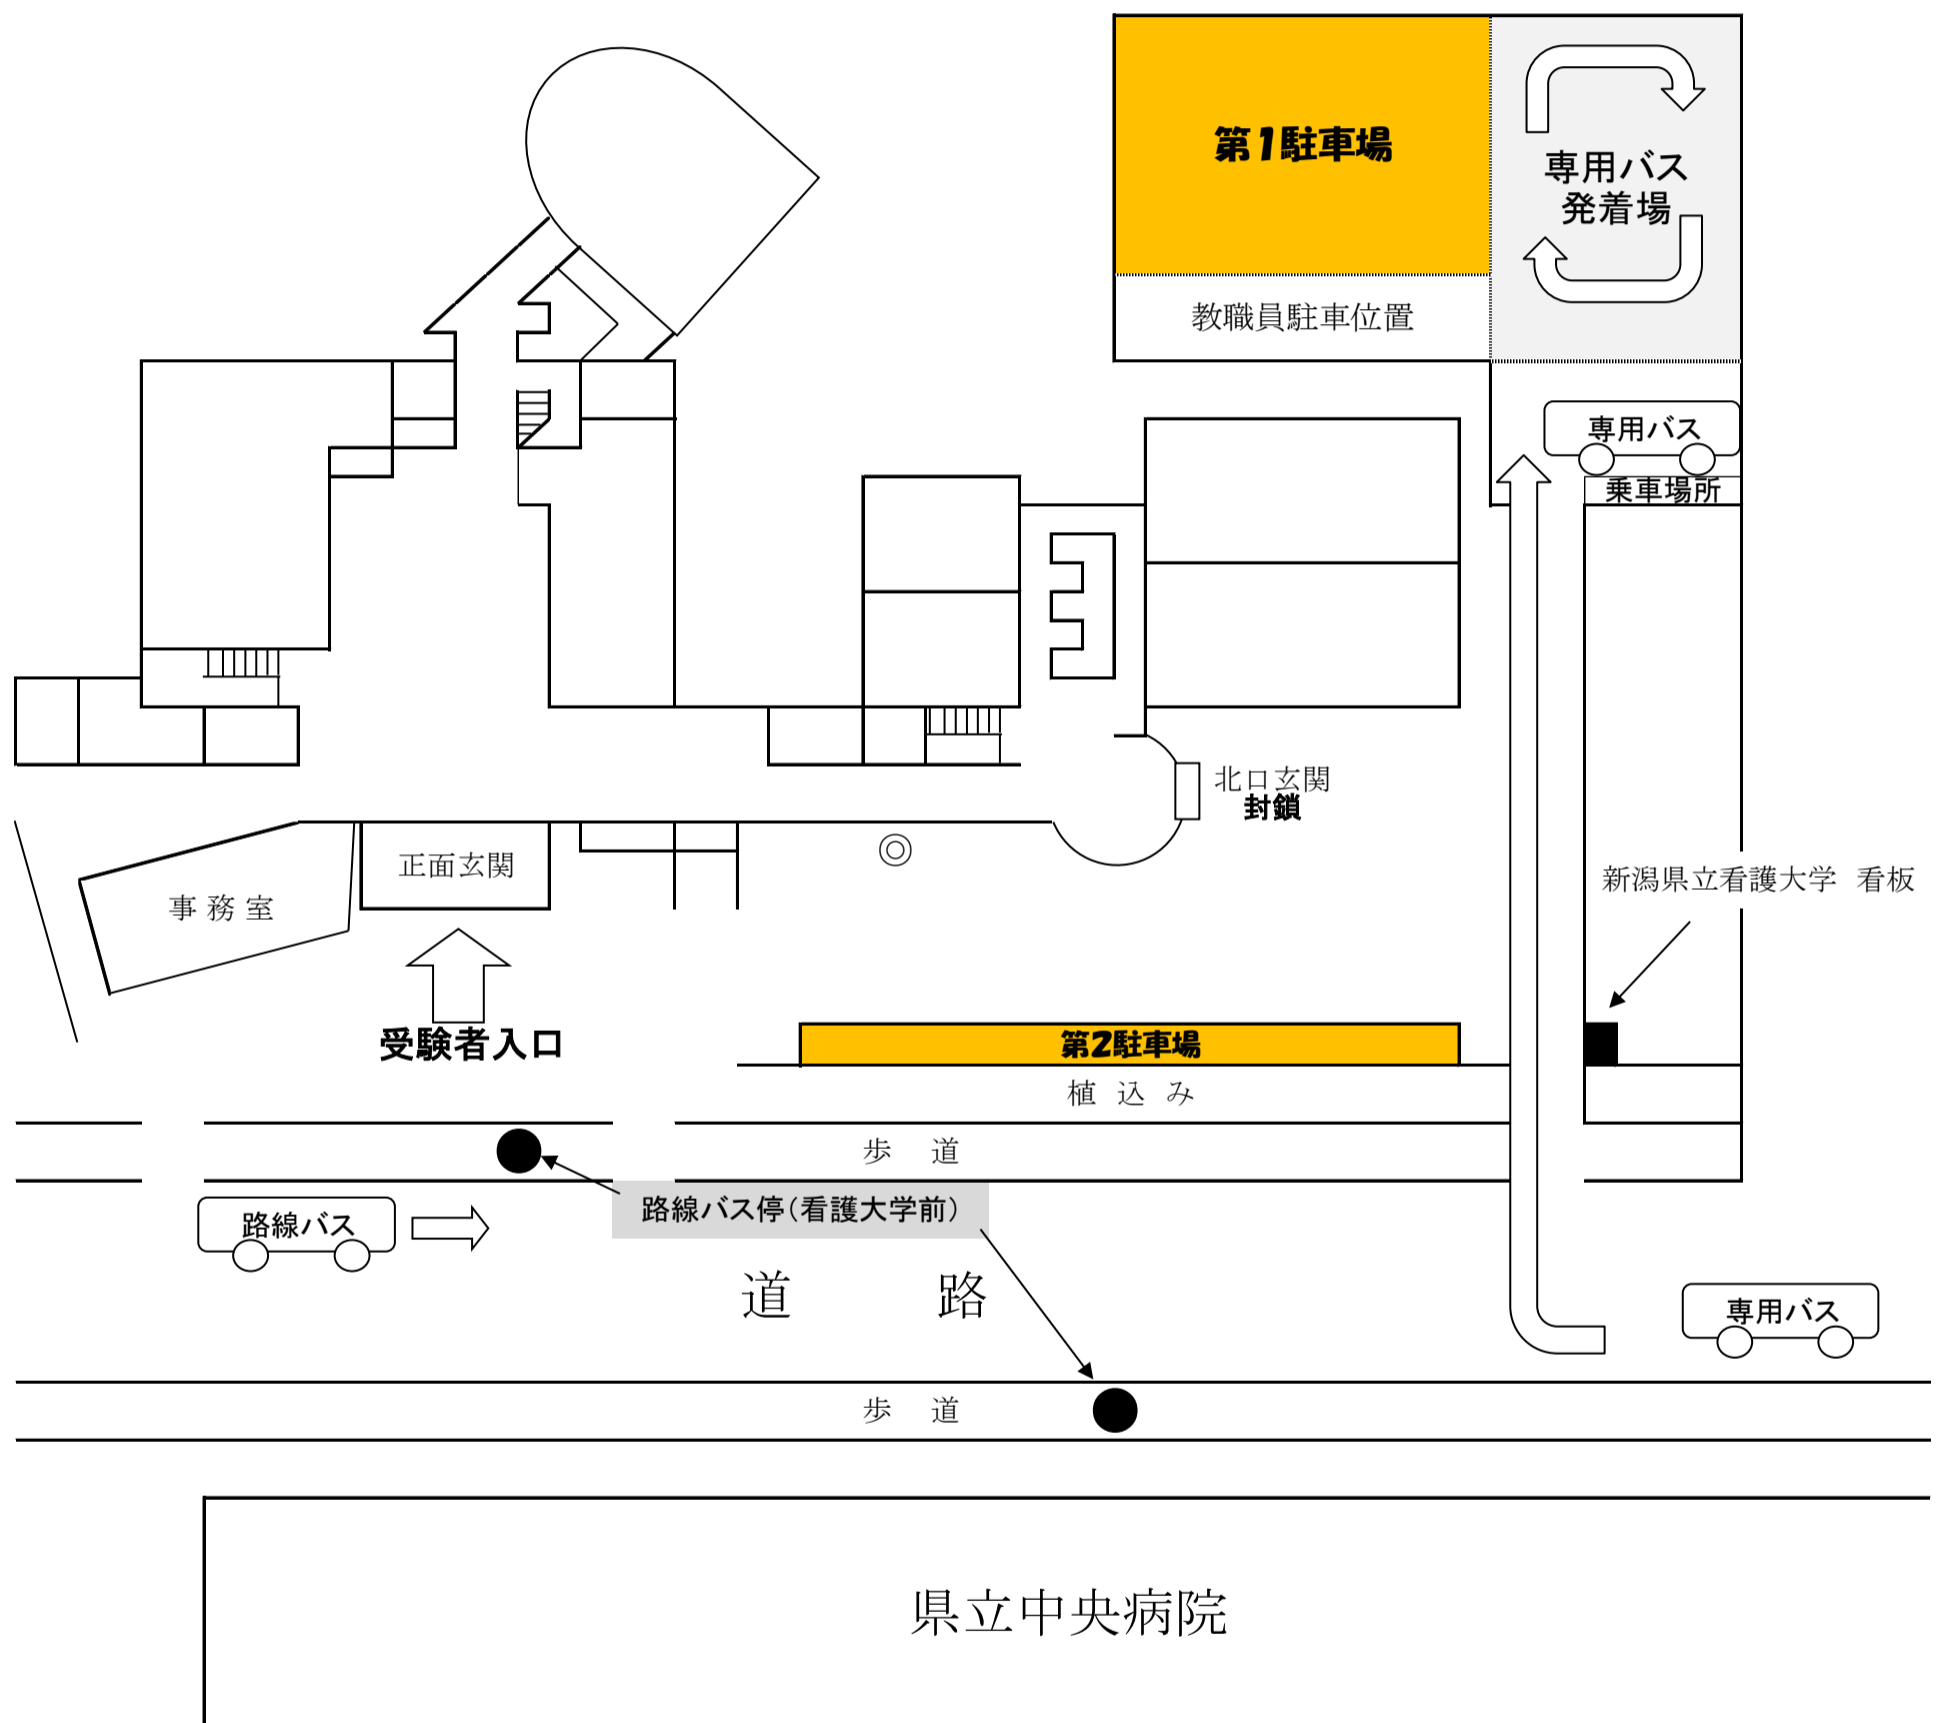 第1駐車場
専用バス
発着場
教職員駐車位置
専用バス
乗車場所
北口玄関
封鎖
正面玄関
事務室
新潟県立看護大学 看板
受験者入口
第2駐車場
植込み
歩道
路線バス停(看護大学前)
路線バス
道路
専用バス
歩道
県立中央病院